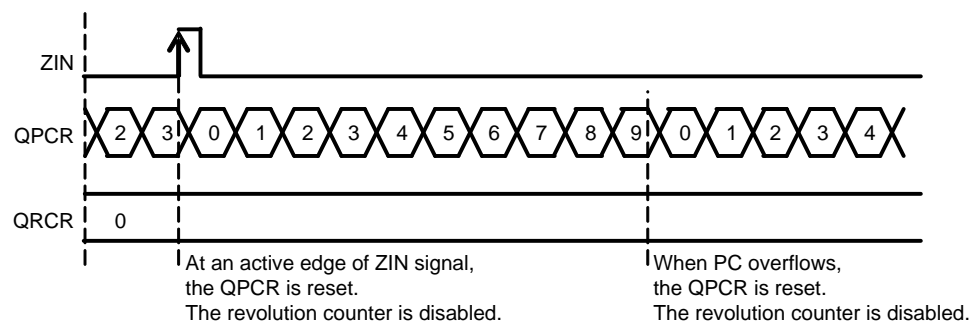 ZIN
QPCR 2 3 0 1 2 3 4 5 6 7 8 9 0 1 2 3 4
QRCR 0
At an active edge of ZIN signal,
the QPCR is reset.
The revolution counter is disabled.
When PC overflows,
the QPCR is reset.
The revolution counter is disabled.